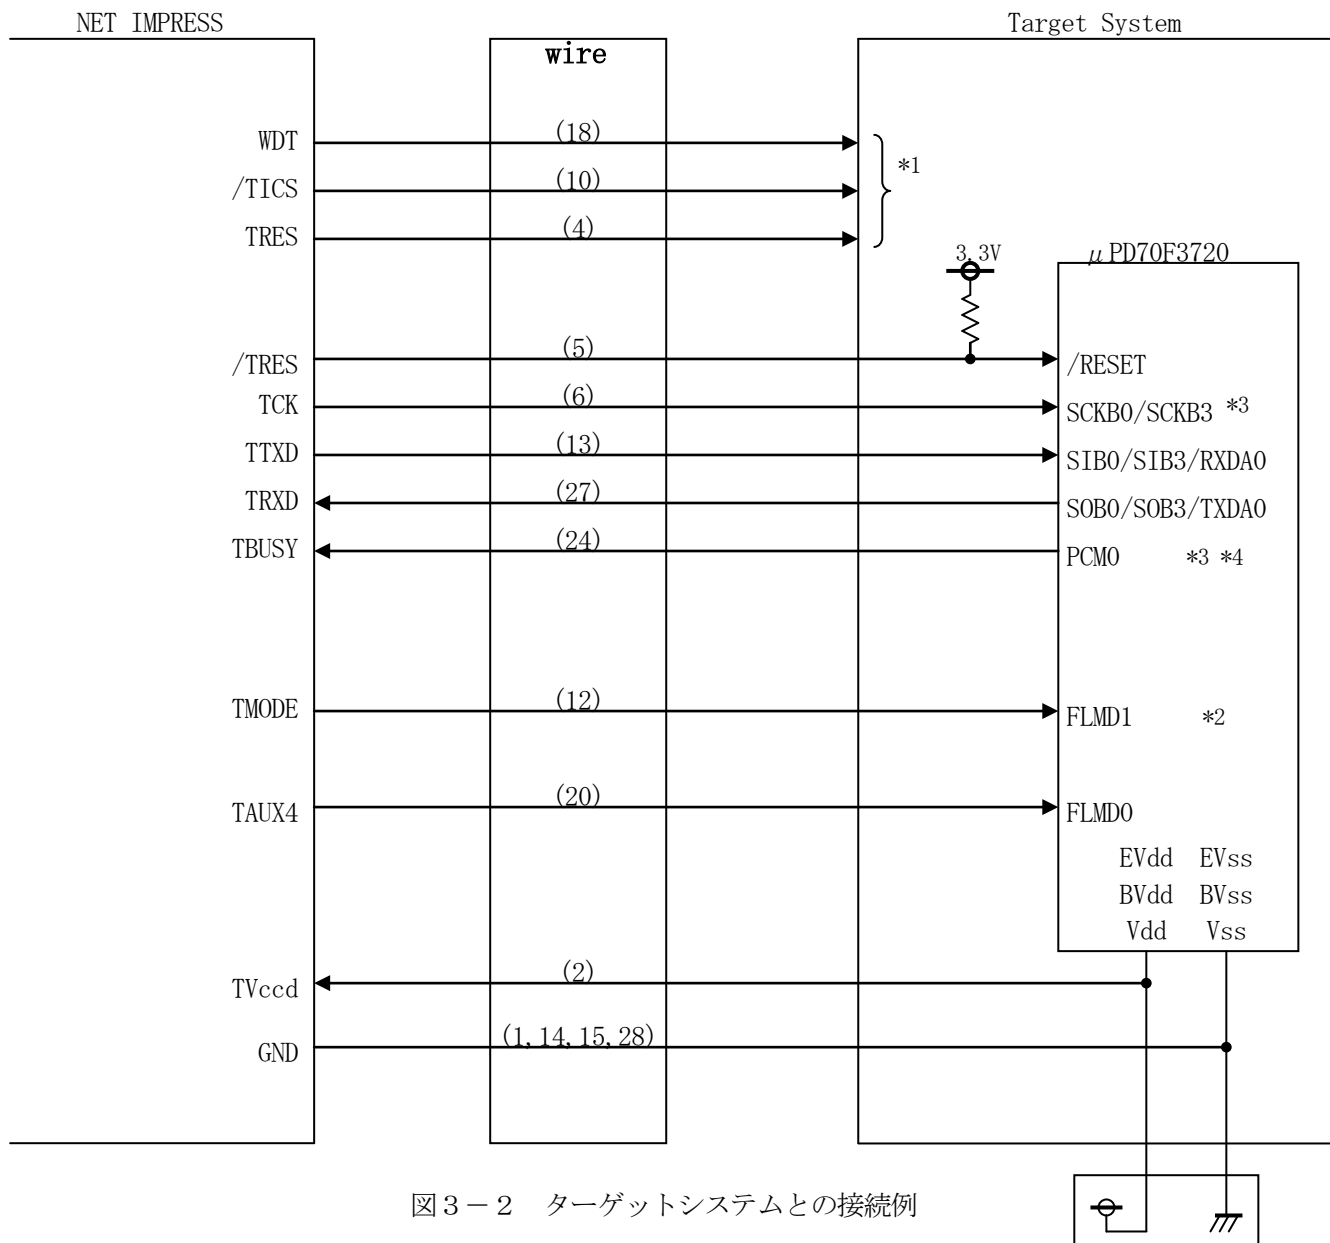 NET IMPRESS
Target System
wire
WDT (18)
/TICS (10) *1
TRES (4)
3.3V
μPD70F3720
/TRES (5) /RESET
TCK (6) SCKB0/SCKB3 *3
TTXD (13) SIB0/SIB3/RXDA0
TRXD (27) SOB0/SOB3/TXDA0
TBUSY (24) PCM0 *3 *4
TMODE (12) FLMD1 *2
TAUX4 (20) FLMD0
EVdd EVss
BVdd BVss
Vdd Vss
TVccd (2)
GND (1,14,15,28)
図3-2 ターゲットシステムとの接続例